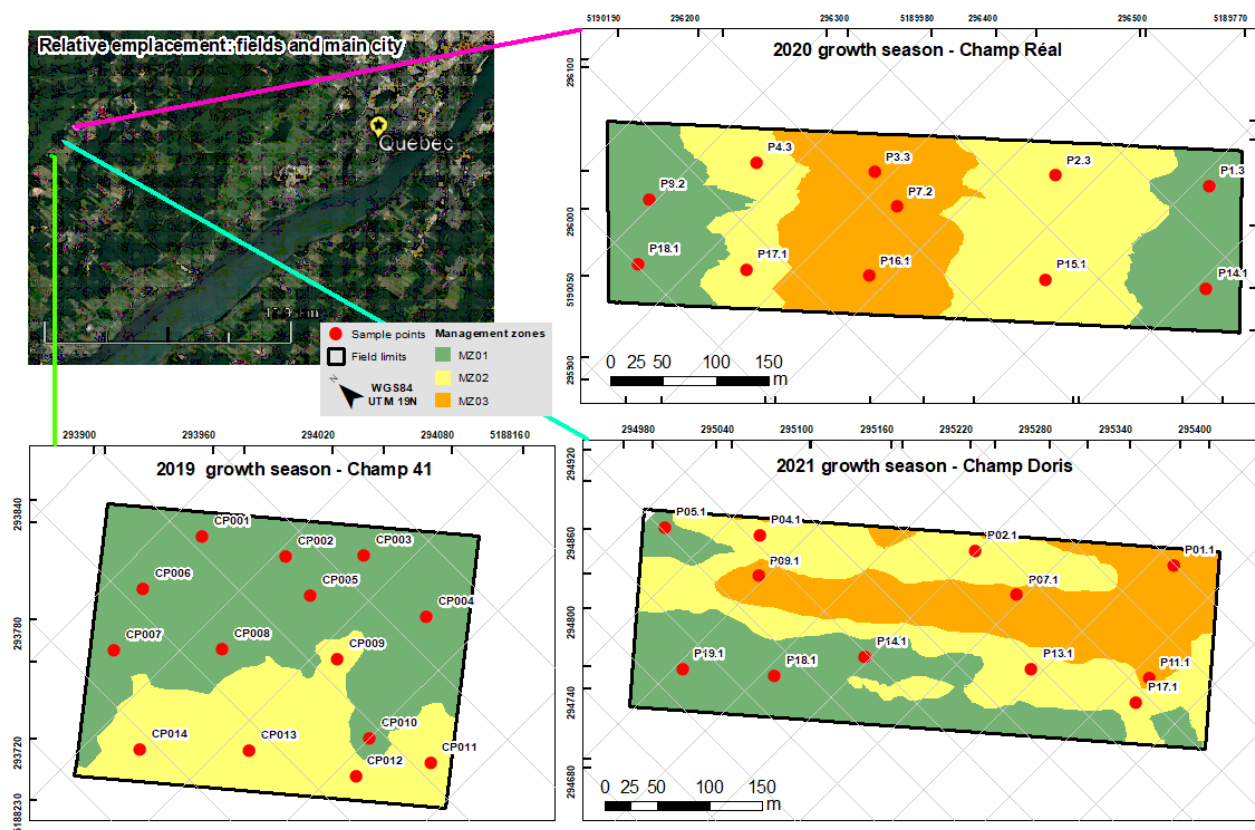 Relative emplacement: fields and main city
Québec
Sample points
Field limits
N
WGS84
UTM 19N
Management zones
MZ01
MZ02
MZ03
5190190
296200
296300
5189980
296400
296500
5189770
296100
296000
5190050
295900
2020 growth season - Champ Réal
P4.3
P3.3
P2.3
P1.3
P9.2
P7.2
P18.1
P17.1
P16.1
P15.1
P14.1
0 25 50 100 150
m
293900
293960
294020
294080
5188160
293840
293780
293720
5188230
2019 growth season - Champ 41
CP001
CP002
CP003
CP006
CP005
CP004
CP007
CP008
CP009
CP010
CP014
CP013
CP012
CP011
294980
295040
295100
295160
295220
295280
295340
295400
294920
294860
294800
294740
294680
2021 growth season - Champ Doris
P05.1
P04.1
P02.1
P01.1
P09.1
P07.1
P14.1
P19.1
P18.1
P13.1
P11.1
P17.1
0 25 50 100 150
m